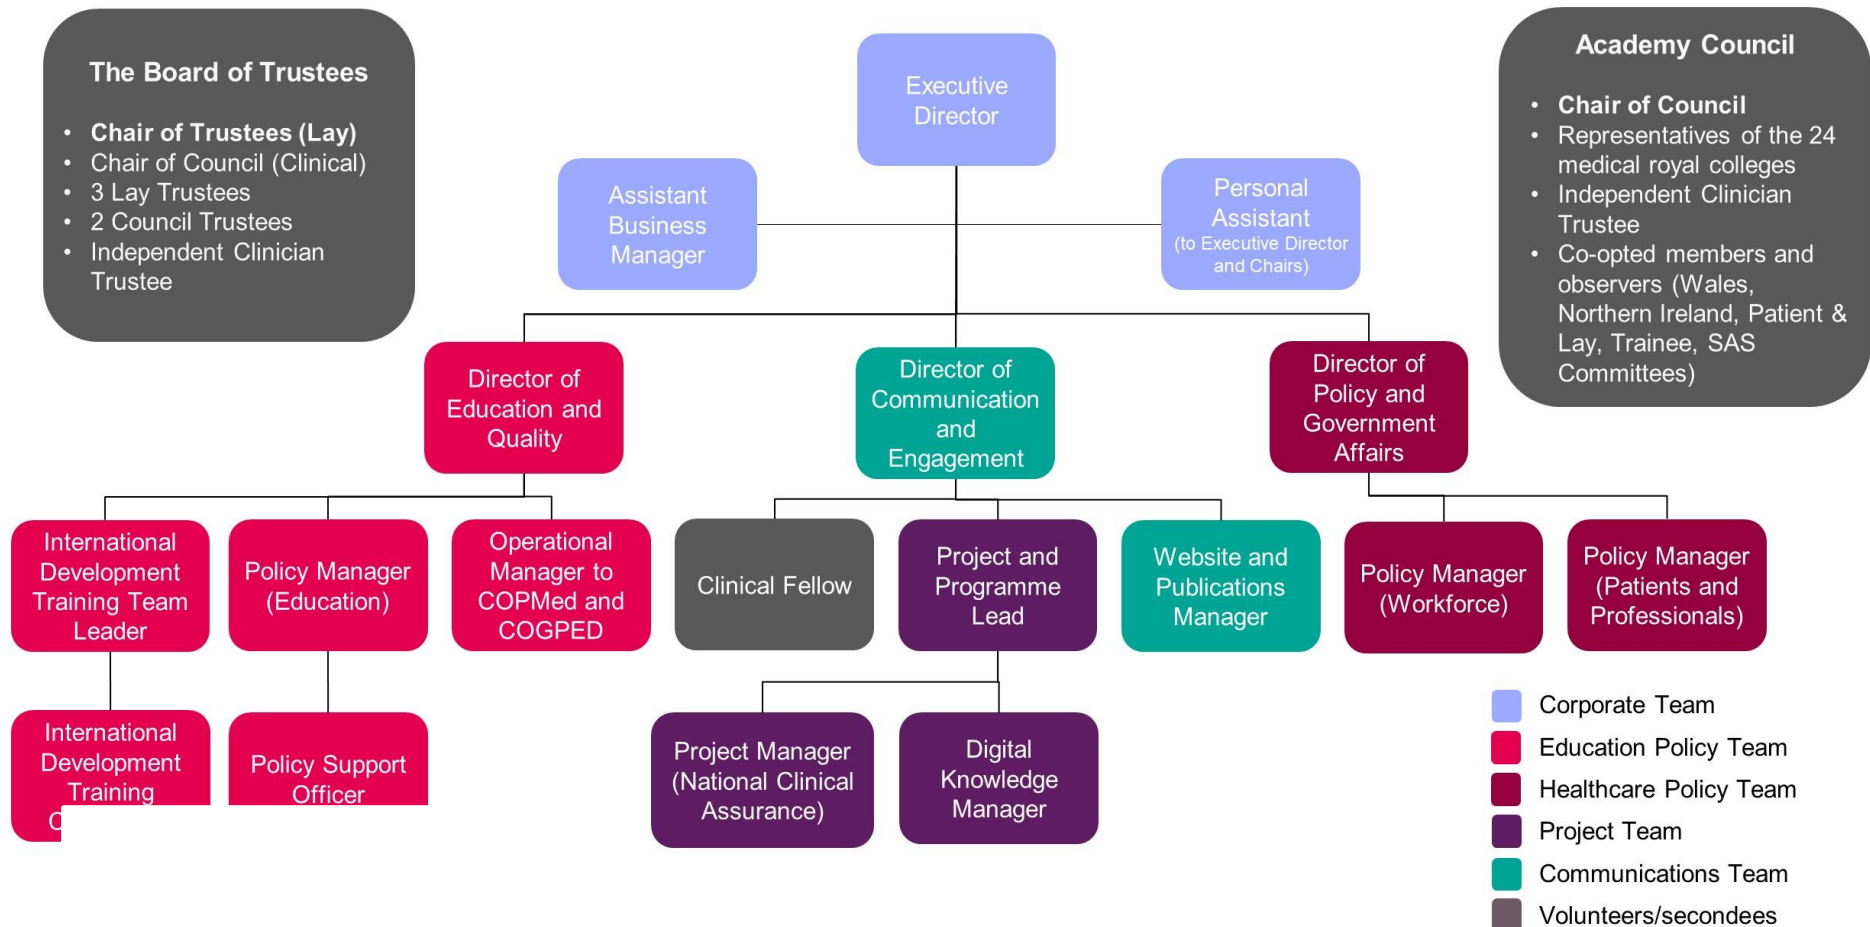 The Board of Trustees
• Chair of Trustees (Lay)
• Chair of Council (Clinical)
• 3 Lay Trustees
• 2 Council Trustees
• Independent Clinician
Trustee
Executive
Director
Academy Council
• Chair of Council
• Representatives of the 24
medical royal colleges
• Independent Clinician
Trustee
• Co-opted members and
observers (Wales,
Northern Ireland, Patient &
Lay, Trainee, SAS
Committees)
Assistant
Business
Manager
Personal
Assistant
(to Executive Director
and Chairs)
Director of
Education and
Quality
Director of
Communication
and
Engagement
Director of
Policy and
Government
Affairs
International
Development
Training Team
Leader
Policy Manager
(Education)
Operational
Manager to
COPMed and
COGPED
Clinical Fellow
Project and
Programme
Lead
Website and
Publications
Manager
Policy Manager
(Workforce)
Policy Manager
(Patients and
Professionals)
International
Development
Training
Policy Support
Officer
Project Manager
(National Clinical
Assurance)
Digital
Knowledge
Manager
Corporate Team
Education Policy Team
Healthcare Policy Team
Project Team
Communications Team
Volunteers/secondees